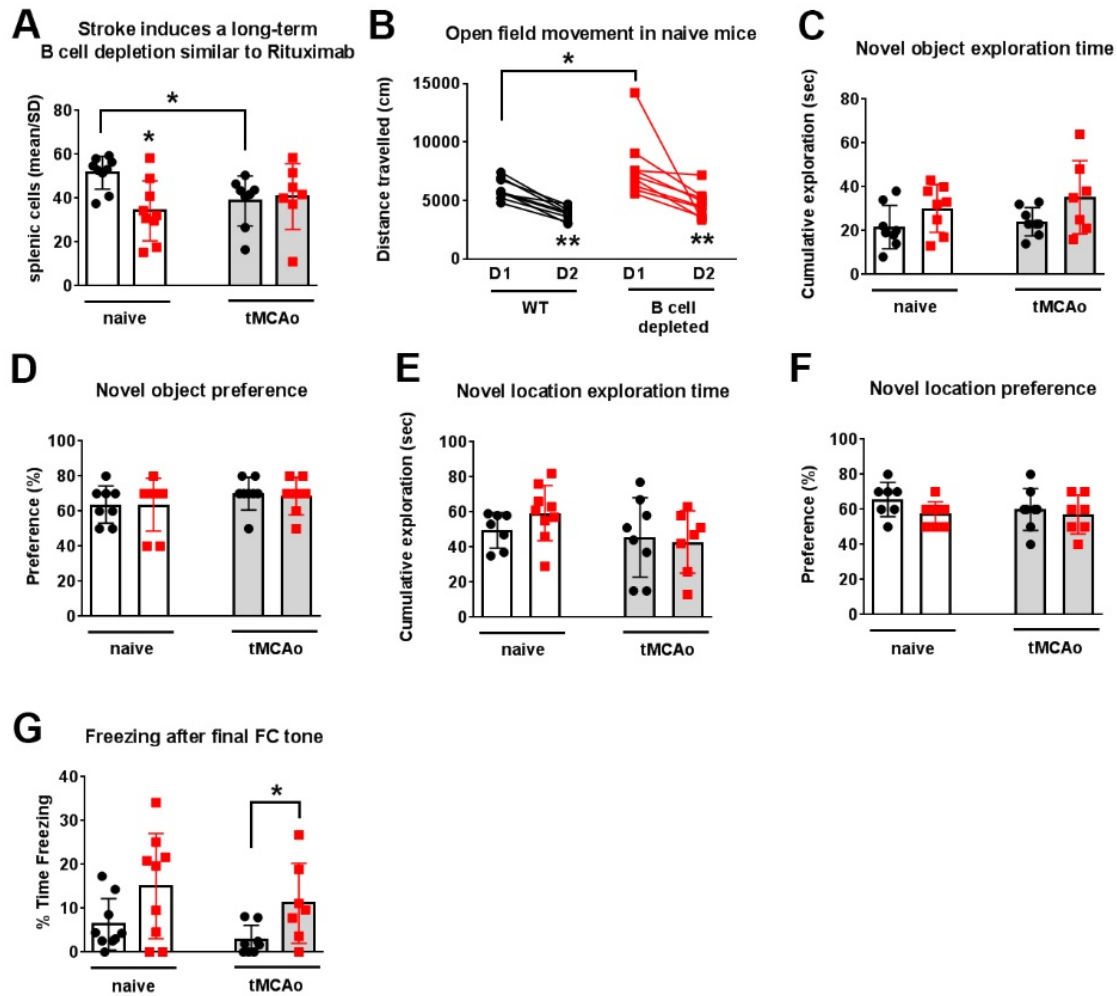 A
Stroke induces a long-term
B cell depletion similar to Rituximab
splenic cells (mean/SD)
80
60
40
20
0
*
*
naive
tMCAo
B
Open field movement in naive mice
Distance travelled (cm)
15000
10000
5000
0
*
**
**
D1 D2 D1 D2
WT
B cell
depleted
C
Novel object exploration time
Cumulative exploration (sec)
80
60
40
20
0
naive
tMCAo
D
Novel object preference
Preference (%)
100
80
60
40
20
0
naive
tMCAo
E
Novel location exploration time
Cumulative exploration (sec)
100
80
60
40
20
0
naive
tMCAo
F
Novel location preference
Preference (%)
100
80
60
40
20
0
naive
tMCAo
G
Freezing after final FC tone
% Time Freezing
40
30
20
10
0
*
naive
tMCAo